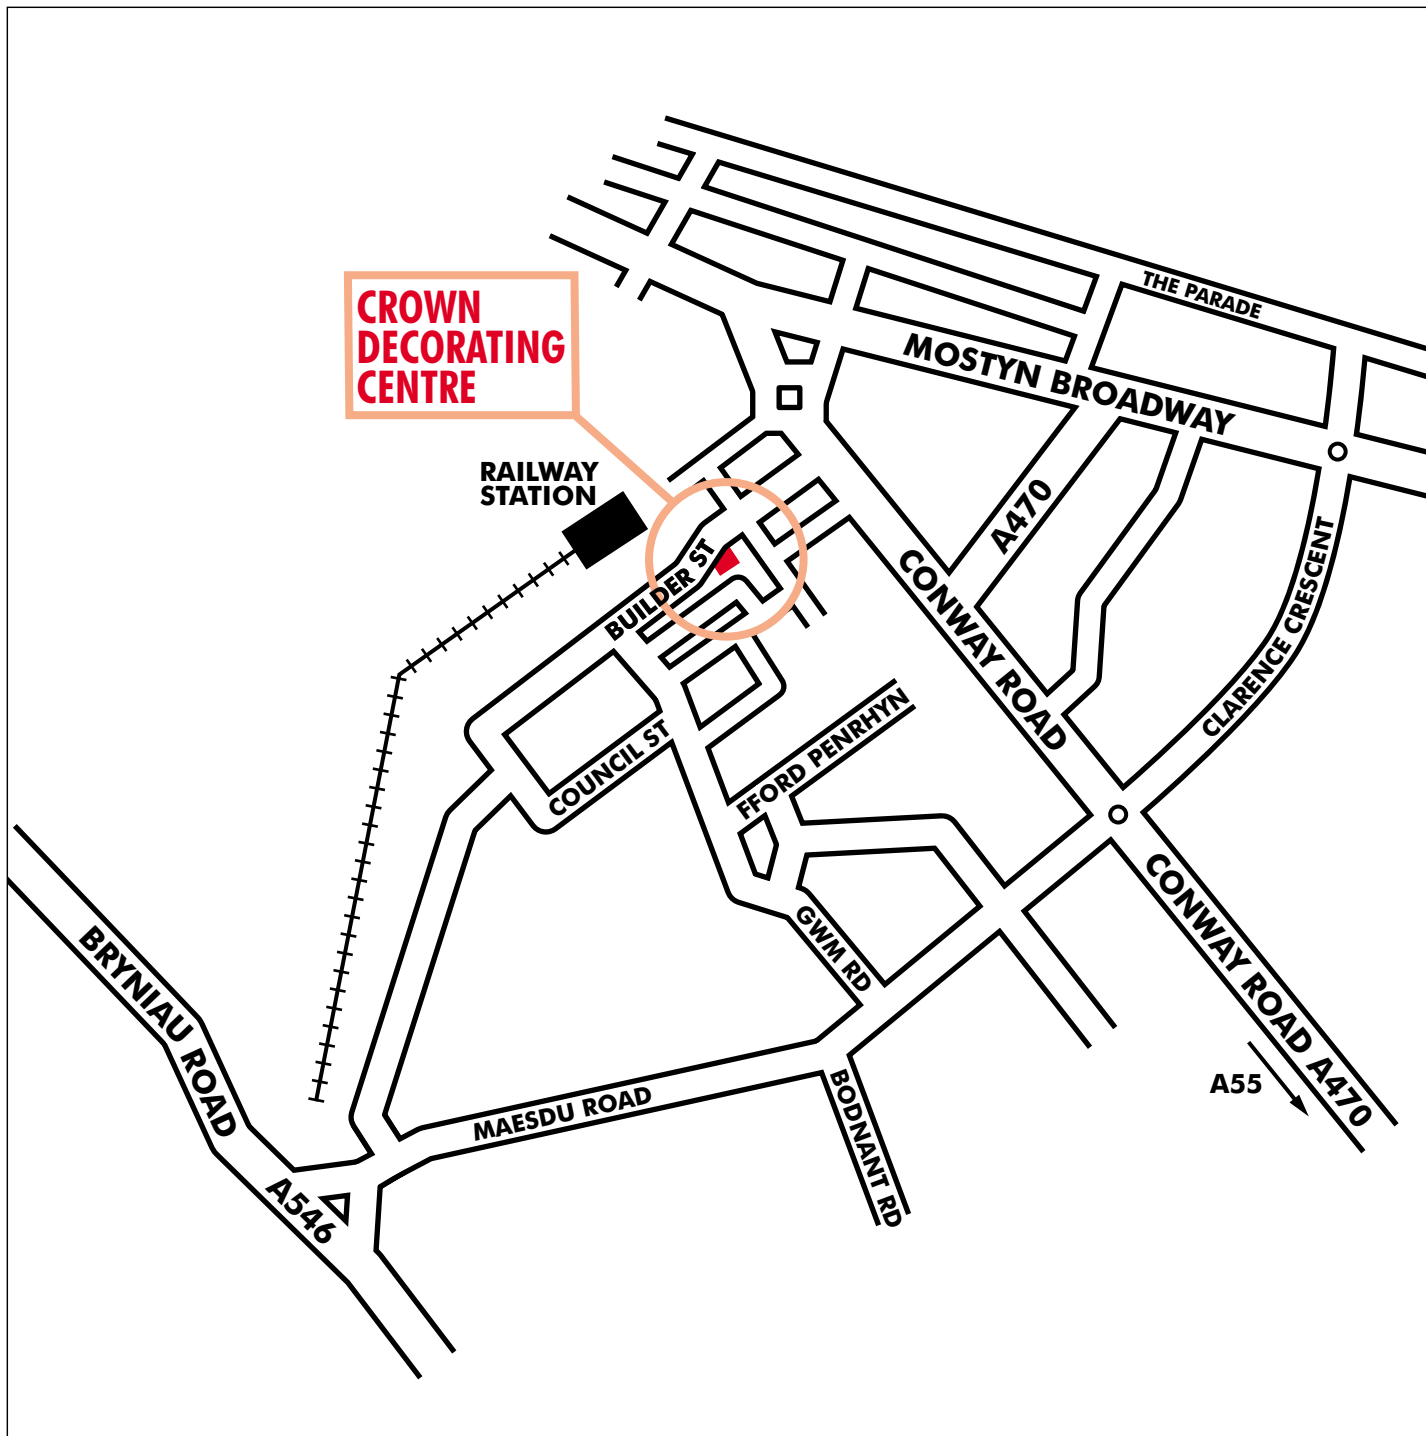 THE PARADE
CROWN
DECORATING
CENTRE
MOSTYN BROADWAY
RAILWAY
STATION
A470
BUILDER ST
CONWAY ROAD
CLARENCE CRESCENT
COUNCIL ST
FFORD PENRHYN
GWM RD
CONWAY ROAD A470
BRYNIAU ROAD
A55
MAESDU ROAD
BODNANT RD
A546